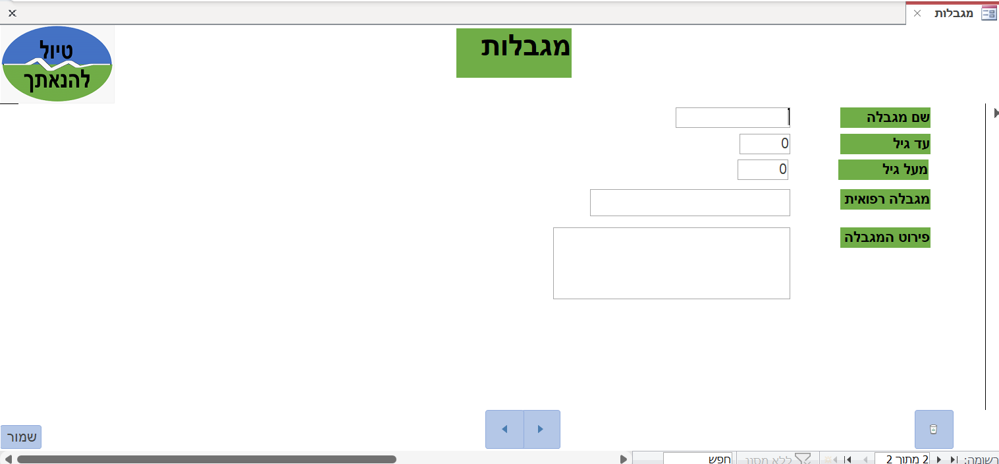 מגבלות
טיול
להנאתך
מגבלות
שם מגבלה
עד גיל 0
מעל גיל 0
מגבלה רפואית
פירוט המגבלה
שמור
רשומה: 2 מתוך 2 ללא מסנן חפש